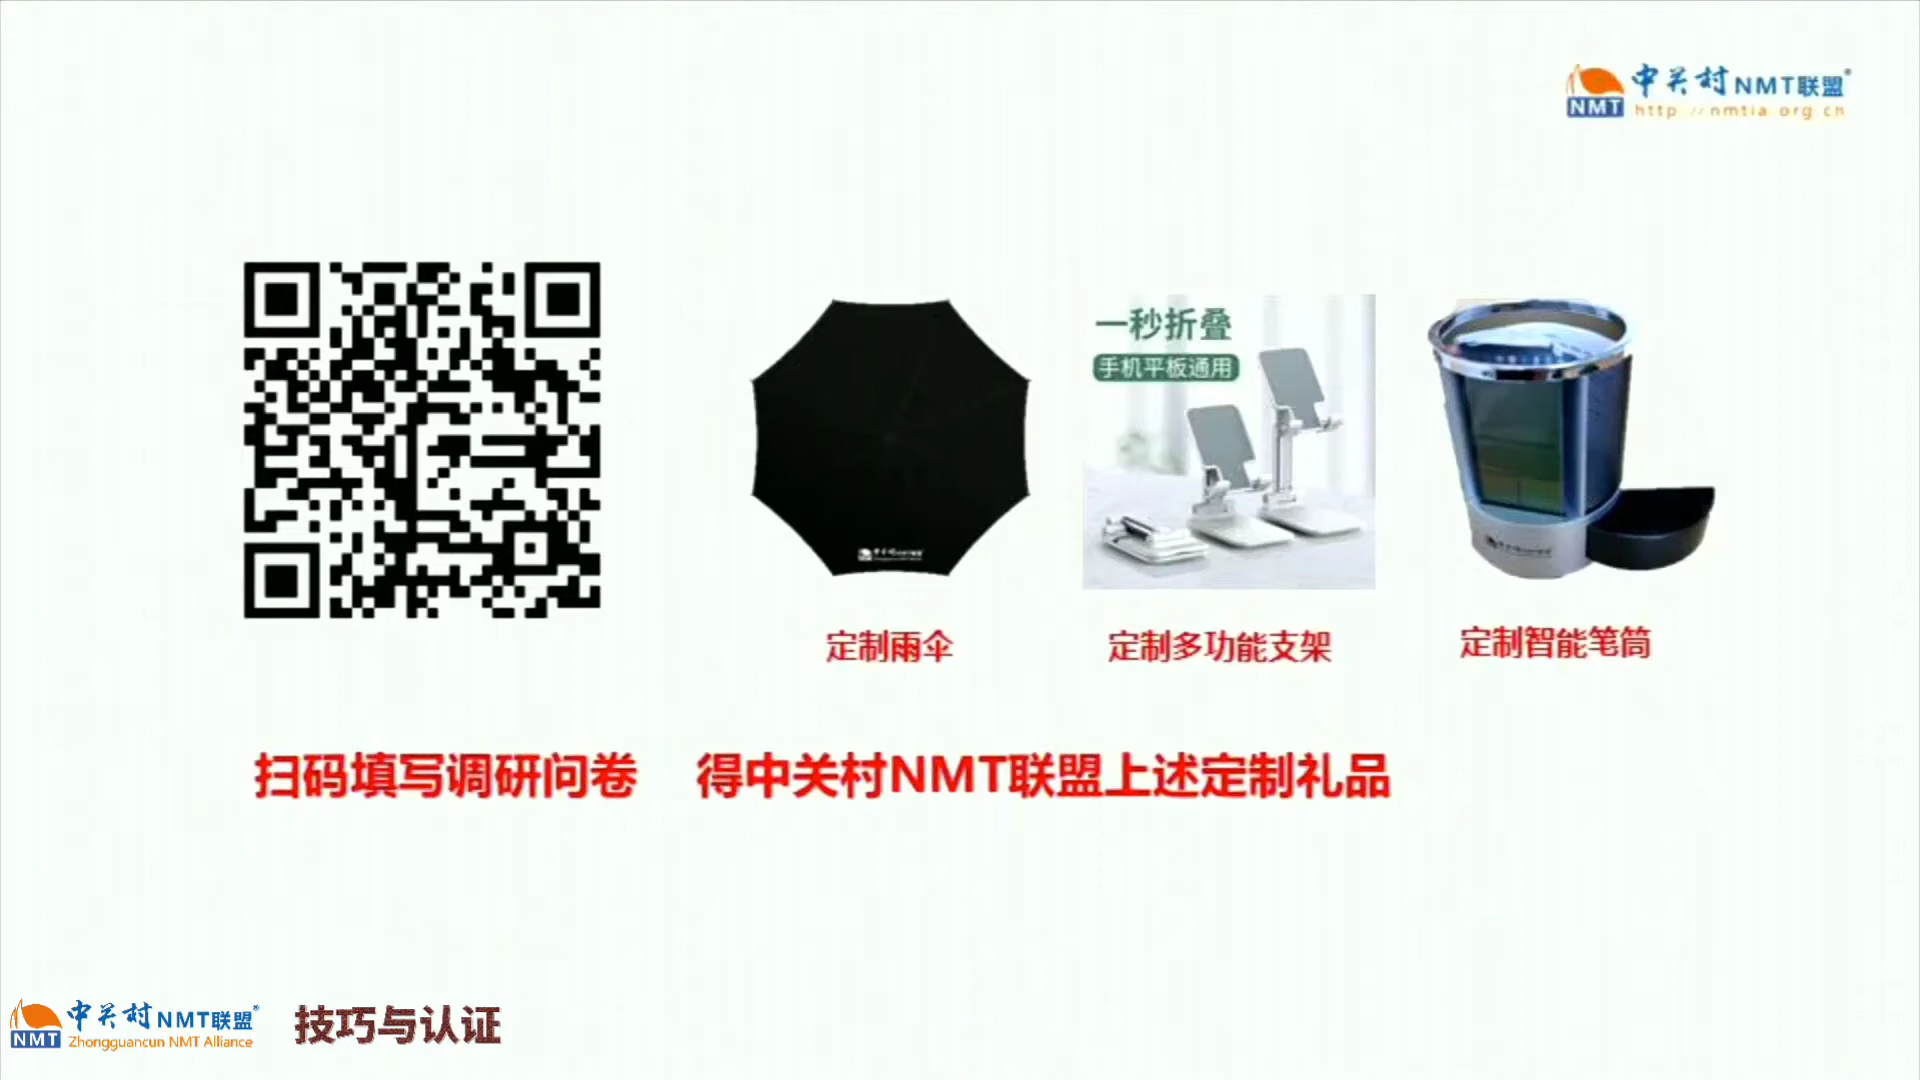 中关村NMT联盟®
NMT
http://nmtia.org.cn
一秒折叠
手机平板通用
定制雨伞
定制多功能支架
定制智能笔筒
扫码填写调研问卷 得中关村NMT联盟上述定制礼品
中关村NMT联盟®
NMT
Zhongguancun NMT Alliance
技巧与认证